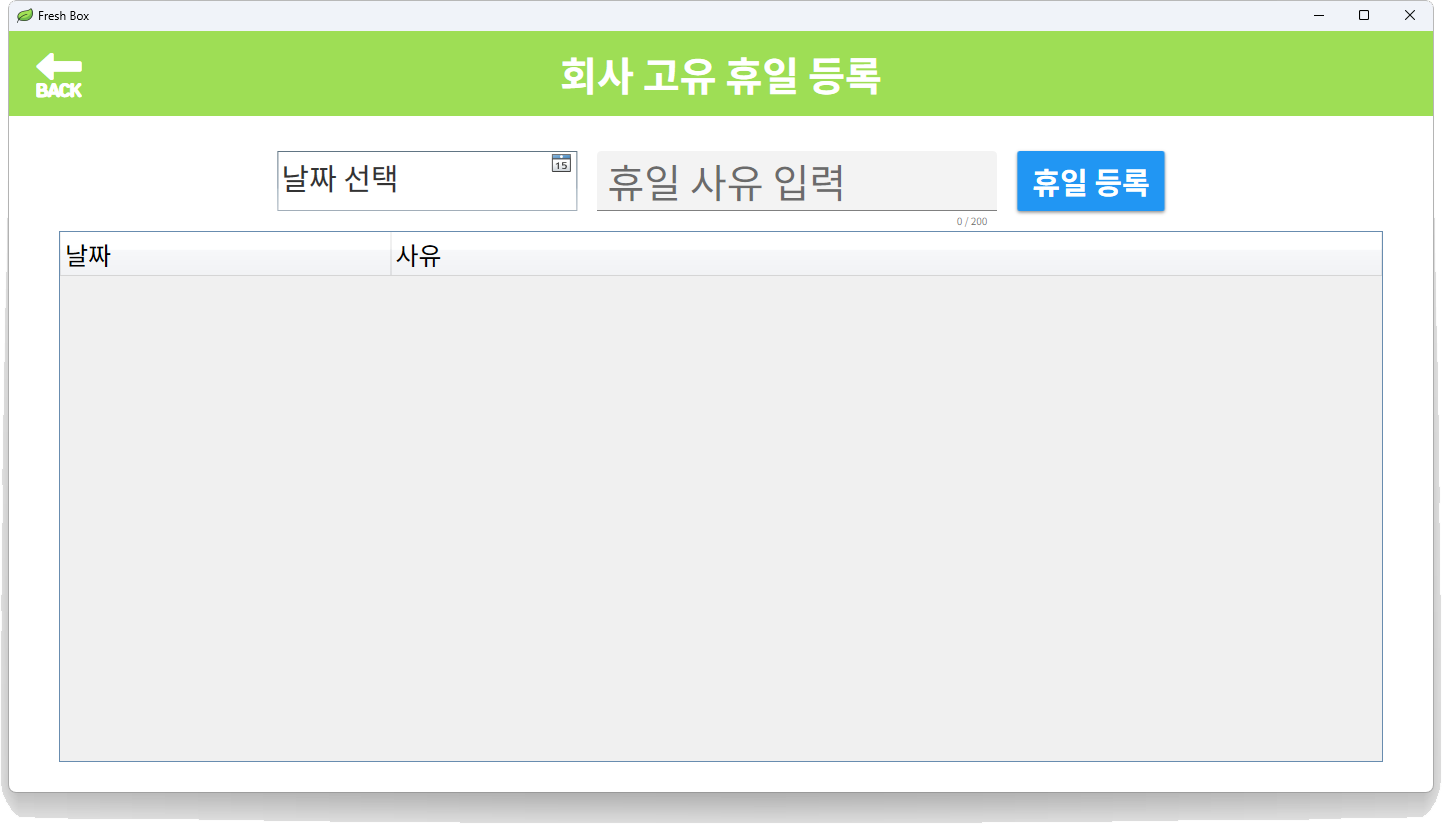 Fresh Box
BACK
회사 고유 휴일 등록
날짜 선택
15
휴일 사유 입력
휴일 등록
0 / 200
날짜 사유